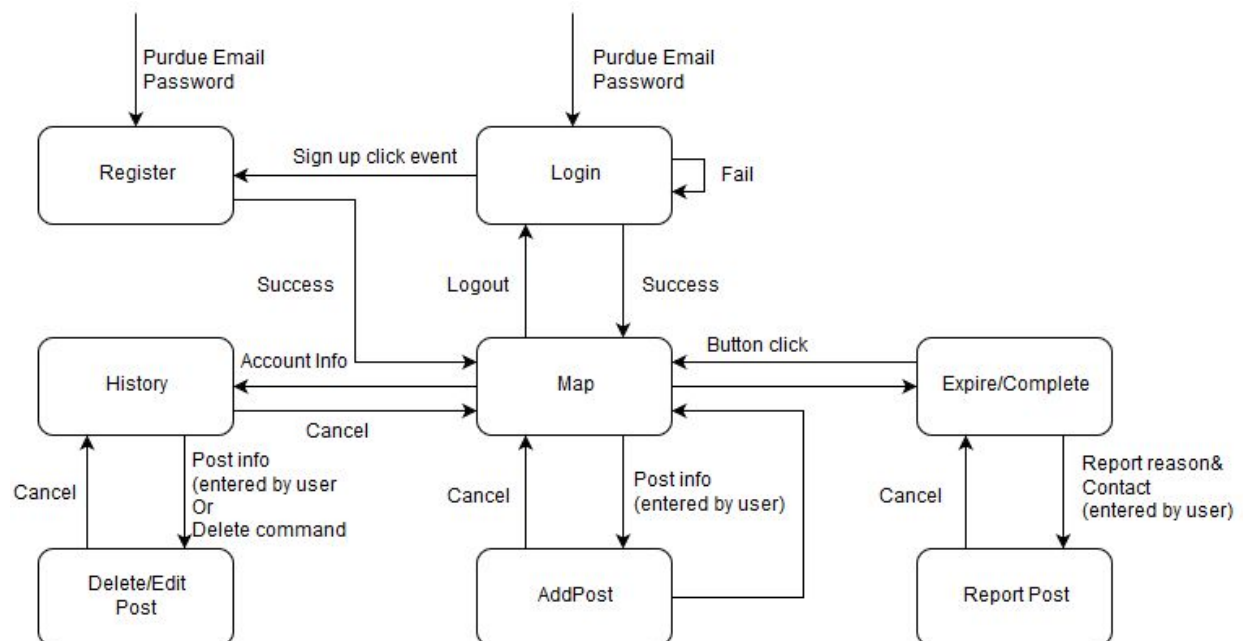 Purdue Email
Password
Purdue Email
Password
Register
Sign up click event
Login
Fail
Success
Logout
Success
History
Account Info
Map
Button click
Expire/Complete
Cancel
Cancel
Post info
(entered by user
Or
Delete command
Cancel
Post info
(entered by user)
Cancel
Report reason&
Contact
(entered by user)
Delete/Edit
Post
AddPost
Report Post